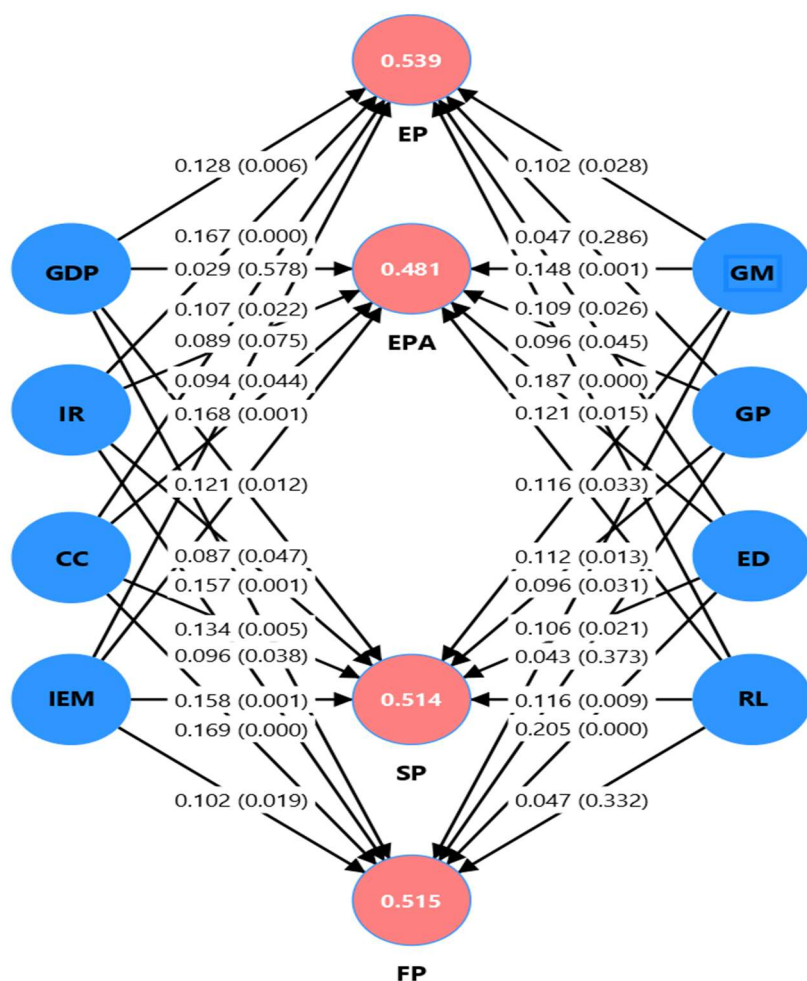 0.539
EP
0.128 (0.006) 0.102 (0.028)
0.167 (0.000) 0.047 (0.286)
GDP 0.029 (0.578) 0.481 0.148 (0.001) GM
0.107 (0.022) 0.109 (0.026)
0.089 (0.075) EPA 0.096 (0.045)
0.094 (0.044) 0.187 (0.000)
IR 0.168 (0.001) 0.121 (0.015) GP
0.121 (0.012) 0.116 (0.033)
CC 0.087 (0.047) 0.112 (0.013) ED
0.157 (0.001) 0.096 (0.031)
0.134 (0.005) 0.106 (0.021)
0.096 (0.038) 0.043 (0.373)
IEM 0.158 (0.001) 0.514 0.116 (0.009) RL
0.169 (0.000) 0.205 (0.000)
SP
0.102 (0.019) 0.047 (0.332)
0.515
FP